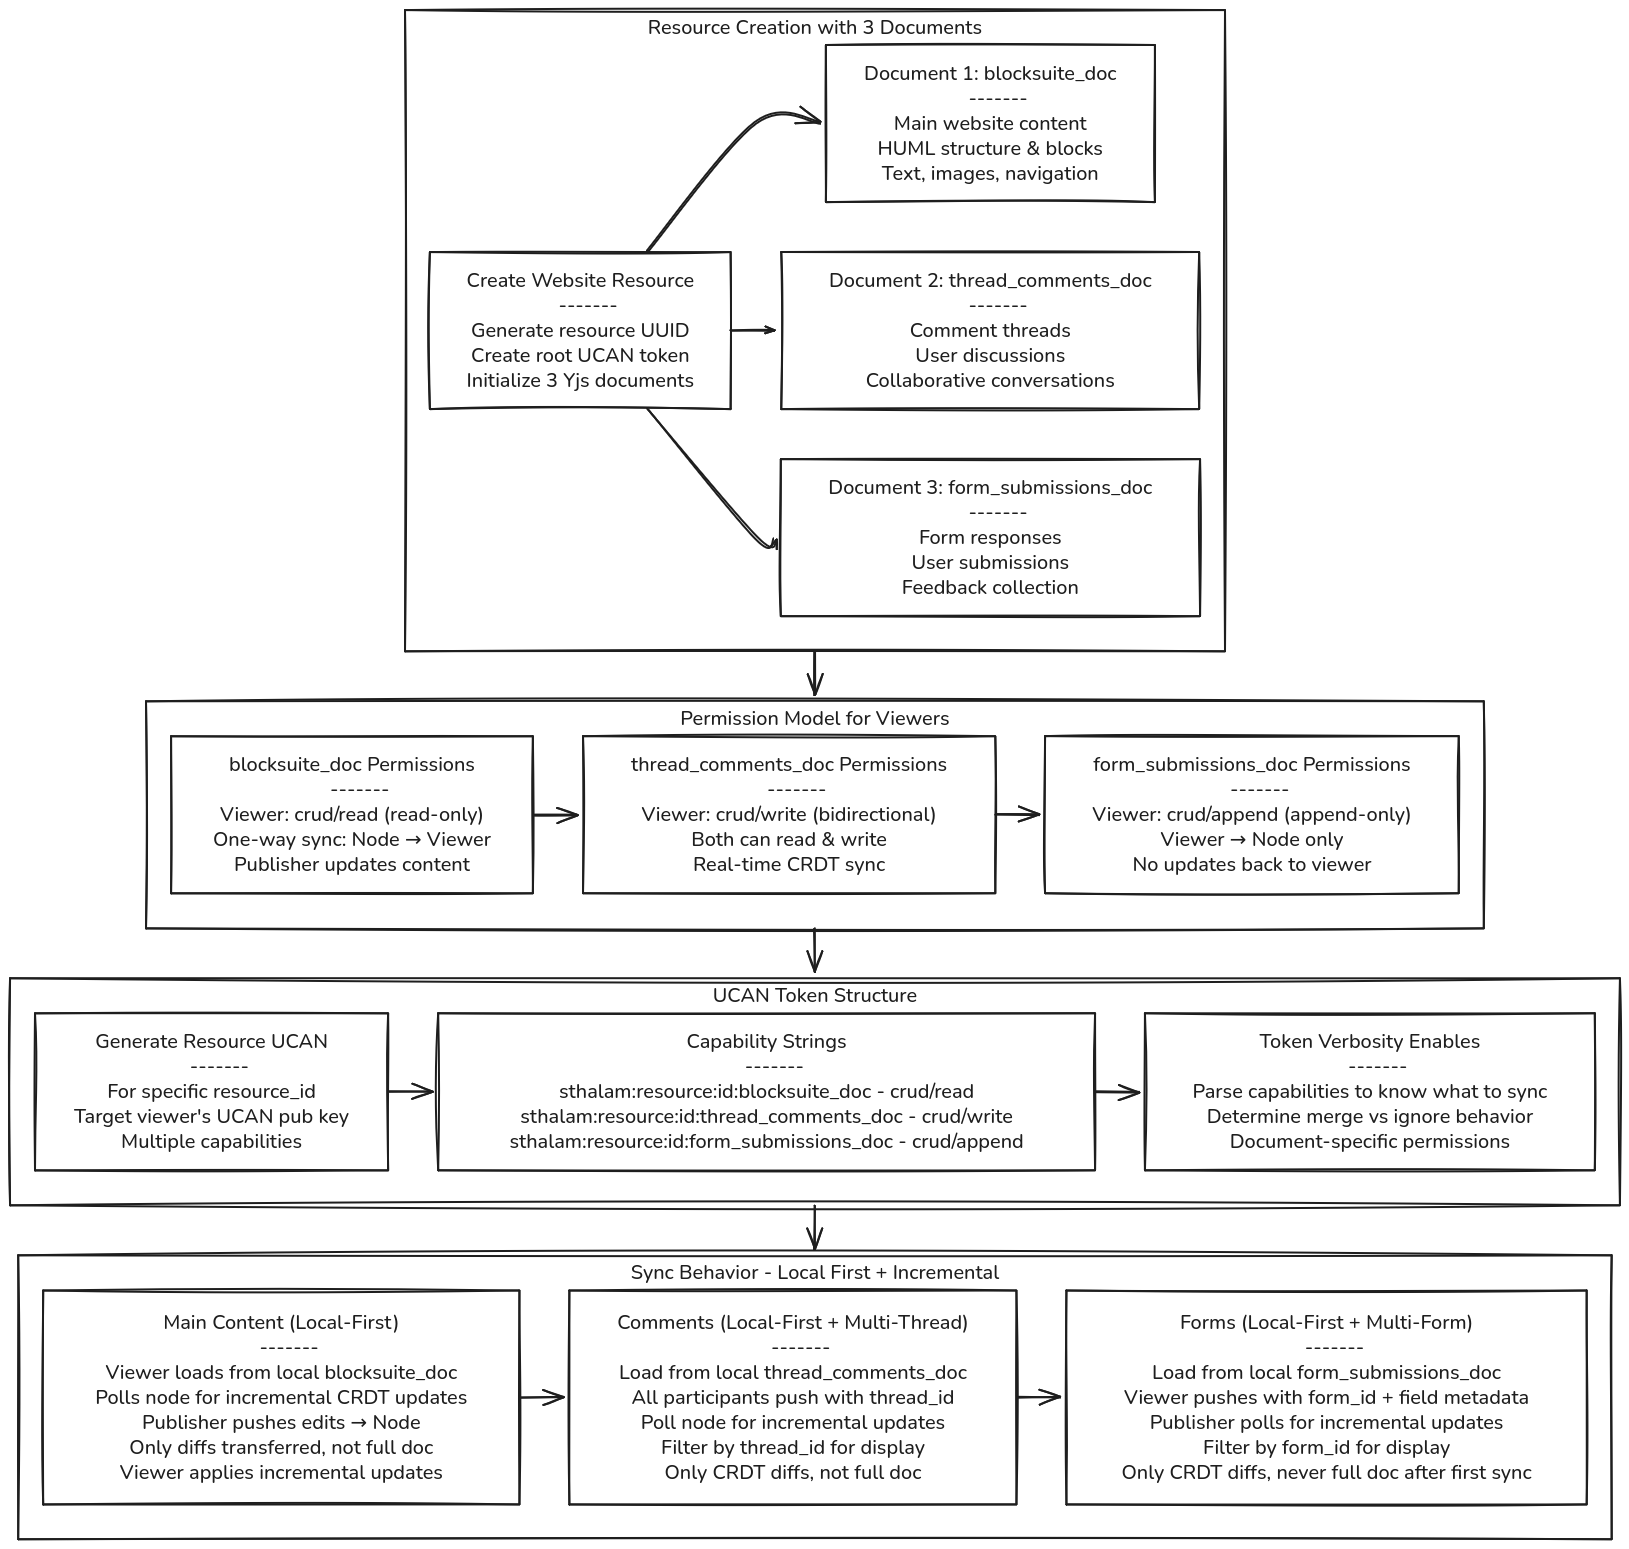 Resource Creation with 3 Documents
Document 1: blocksuite_doc
-------
Main website content
HUML structure & blocks
Text, images, navigation
Create Website Resource
-------
Generate resource UUID
Create root UCAN token
Initialize 3 Yjs documents
Document 2: thread_comments_doc
-------
Comment threads
User discussions
Collaborative conversations
Document 3: form_submissions_doc
-------
Form responses
User submissions
Feedback collection
Permission Model for Viewers
blocksuite_doc Permissions
-------
Viewer: crud/read (read-only)
One-way sync: Node → Viewer
Publisher updates content
thread_comments_doc Permissions
-------
Viewer: crud/write (bidirectional)
Both can read & write
Real-time CRDT sync
form_submissions_doc Permissions
-------
Viewer: crud/append (append-only)
Viewer → Node only
No updates back to viewer
UCAN Token Structure
Generate Resource UCAN
-------
For specific resource_id
Target viewer's UCAN pub key
Multiple capabilities
Capability Strings
-------
sthalam:resource:id:blocksuite_doc - crud/read
sthalam:resource:id:thread_comments_doc - crud/write
sthalam:resource:id:form_submissions_doc - crud/append
Token Verbosity Enables
-------
Parse capabilities to know what to sync
Determine merge vs ignore behavior
Document-specific permissions
Sync Behavior - Local First + Incremental
Main Content (Local-First)
-------
Viewer loads from local blocksuite_doc
Polls node for incremental CRDT updates
Publisher pushes edits → Node
Only diffs transferred, not full doc
Viewer applies incremental updates
Comments (Local-First + Multi-Thread)
-------
Load from local thread_comments_doc
All participants push with thread_id
Poll node for incremental updates
Filter by thread_id for display
Only CRDT diffs, not full doc
Forms (Local-First + Multi-Form)
-------
Load from local form_submissions_doc
Viewer pushes with form_id + field metadata
Publisher polls for incremental updates
Filter by form_id for display
Only CRDT diffs, never full doc after first sync